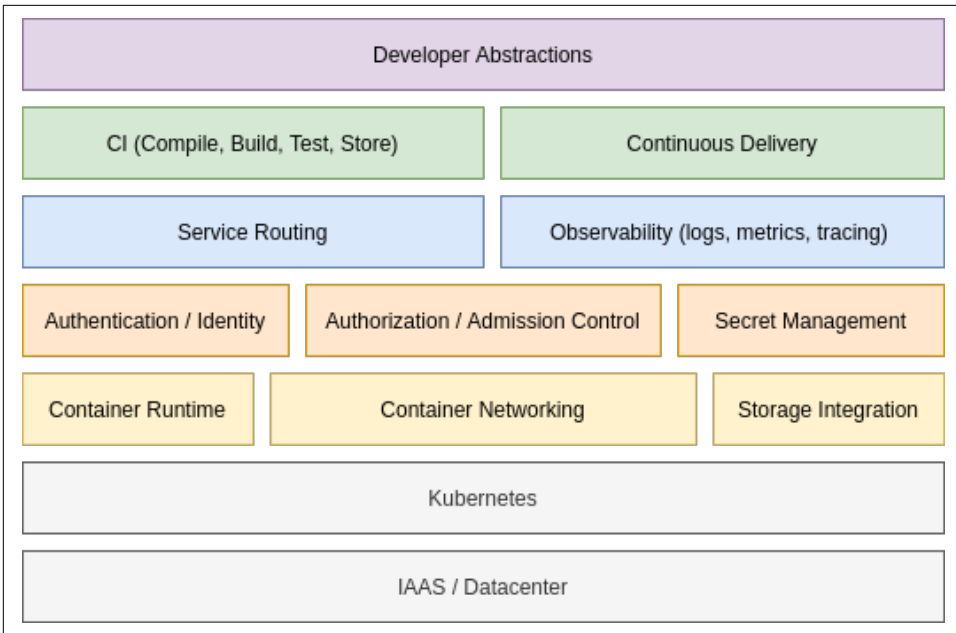 Developer Abstractions
CI (Compile, Build, Test, Store)
Continuous Delivery
Service Routing
Observability (logs, metrics, tracing)
Authentication / Identity
Authorization / Admission Control
Secret Management
Container Runtime
Container Networking
Storage Integration
Kubernetes
IAAS / Datacenter